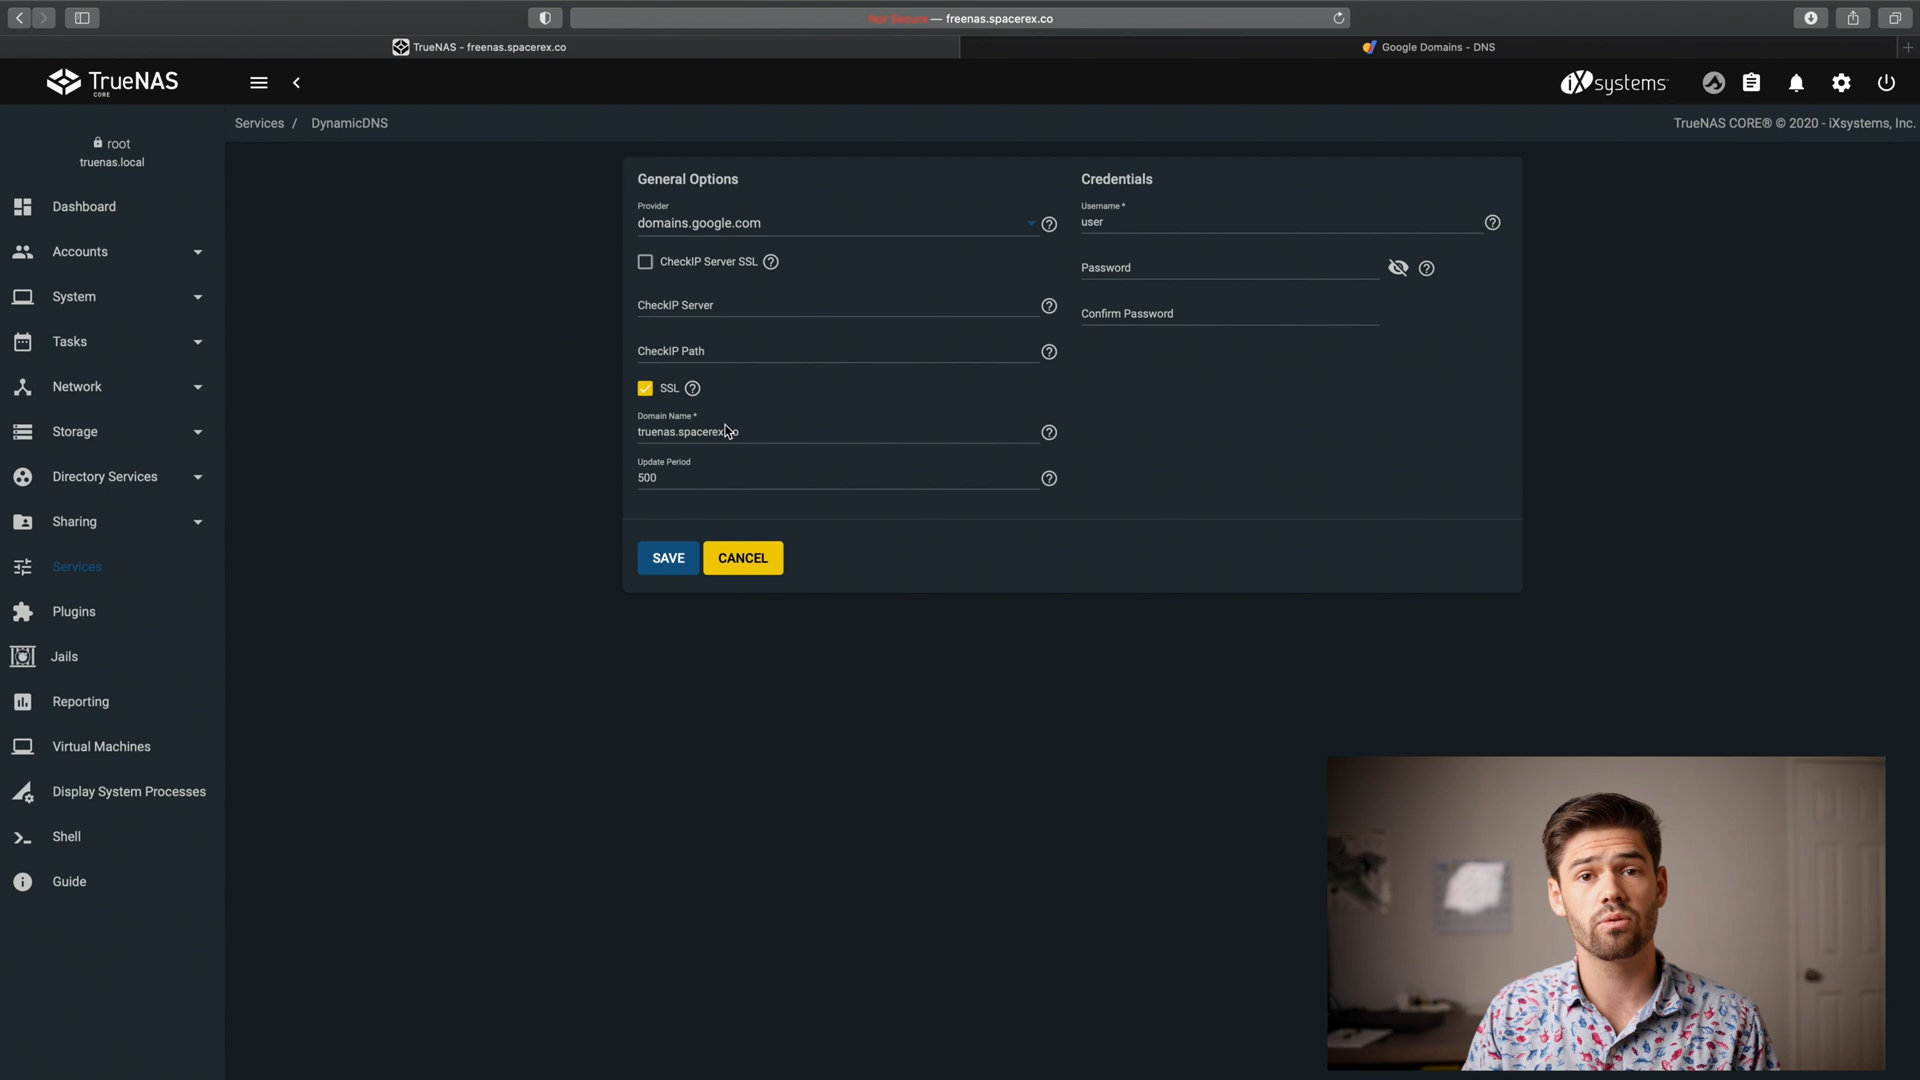 Not Secure — freenas.spacerex.co
TrueNAS - freenas.spacerex.co
Google Domains - DNS
TrueNAS
CORE
iXsystems
Services / DynamicDNS
TrueNAS CORE® © 2020 - iXsystems, Inc.
root
truenas.local
Dashboard
Accounts
System
Tasks
Network
Storage
Directory Services
Sharing
Services
Plugins
Jails
Reporting
Virtual Machines
Display System Processes
Shell
Guide
General Options
Provider
domains.google.com
CheckIP Server SSL
CheckIP Server
CheckIP Path
SSL
Domain Name *
truenas.spacerex.co
Update Period
500
SAVE
CANCEL
Credentials
Username *
user
Password
Confirm Password